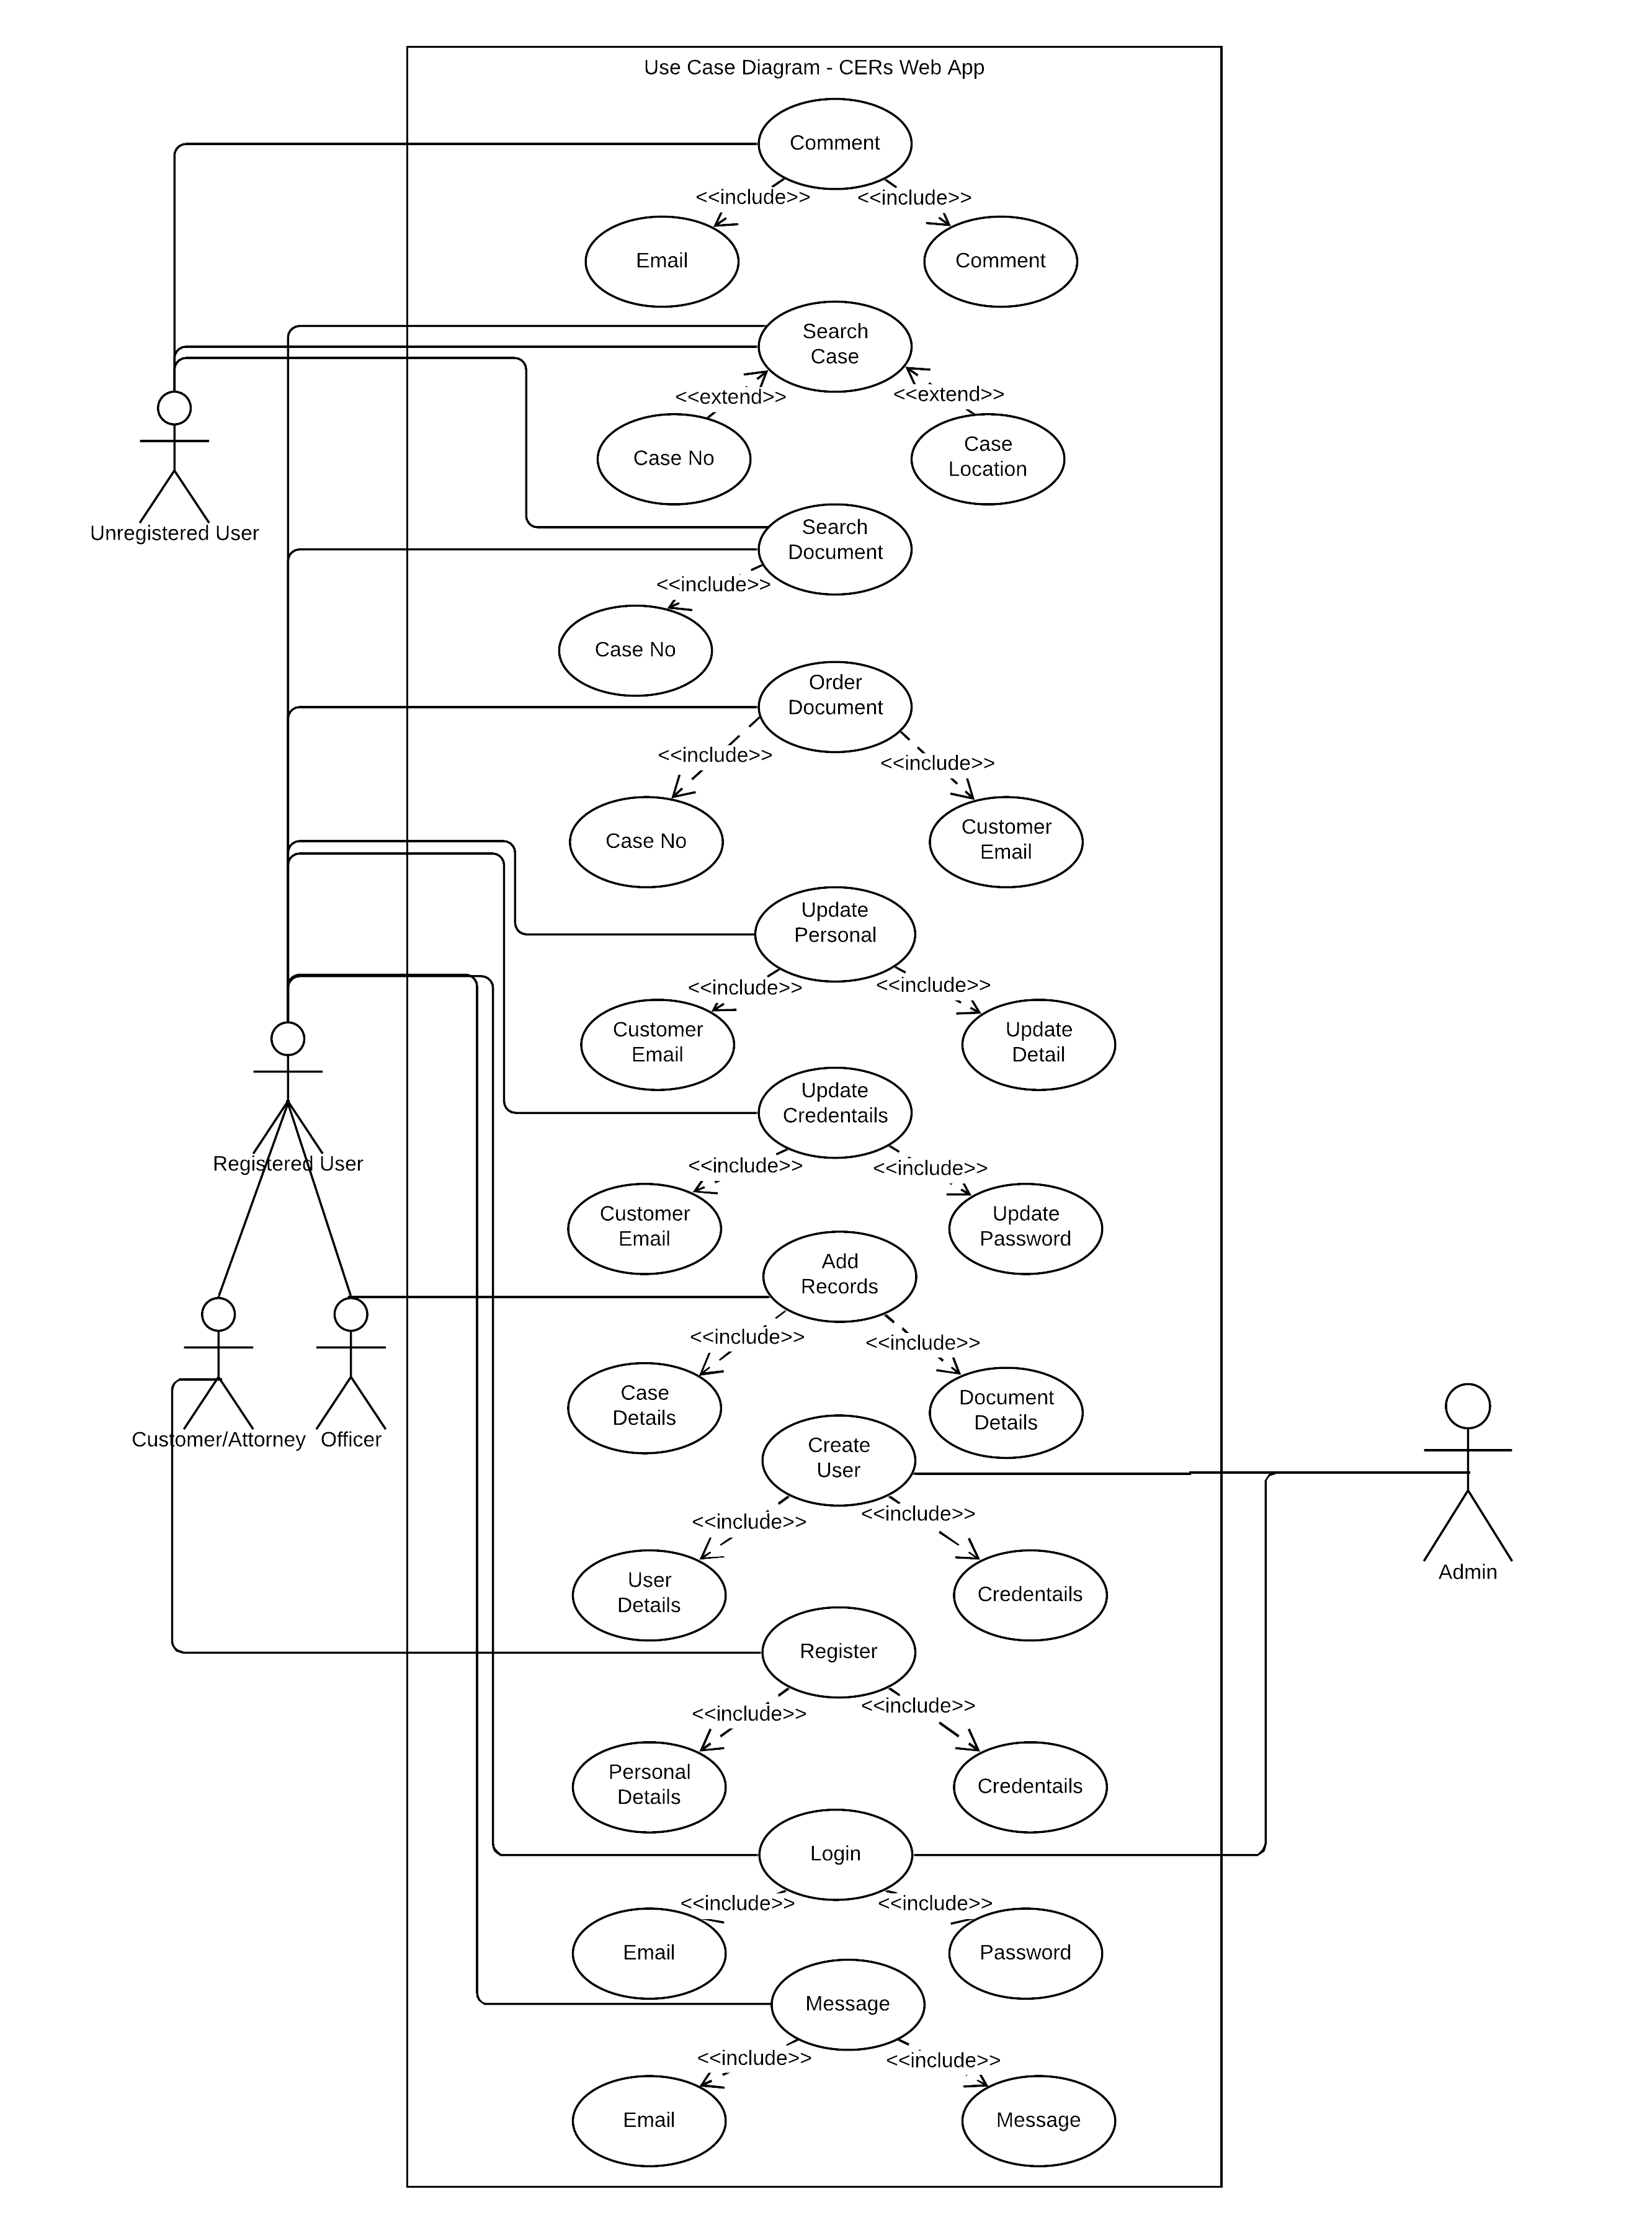 Use Case Diagram - CERs Web App
Comment
<<include>>
<<include>>
Email
Comment
Search
Case
<<extend>>
<<extend>>
Case No
Case
Location
Unregistered User
Search
Document
<<include>>
Case No
Order
Document
<<include>>
<<include>>
Case No
Customer
Email
Update
Personal
<<include>>
<<include>>
Customer
Email
Update
Detail
Update
Credentails
Registered User
<<include>>
<<include>>
Customer
Email
Update
Password
Add
Records
<<include>>
<<include>>
Case
Details
Document
Details
Customer/Attorney
Officer
Create
User
<<include>>
<<include>>
Admin
User
Details
Credentails
Register
<<include>>
<<include>>
Personal
Details
Credentails
Login
<<include>>
<<include>>
Email
Password
Message
<<include>>
<<include>>
Email
Message